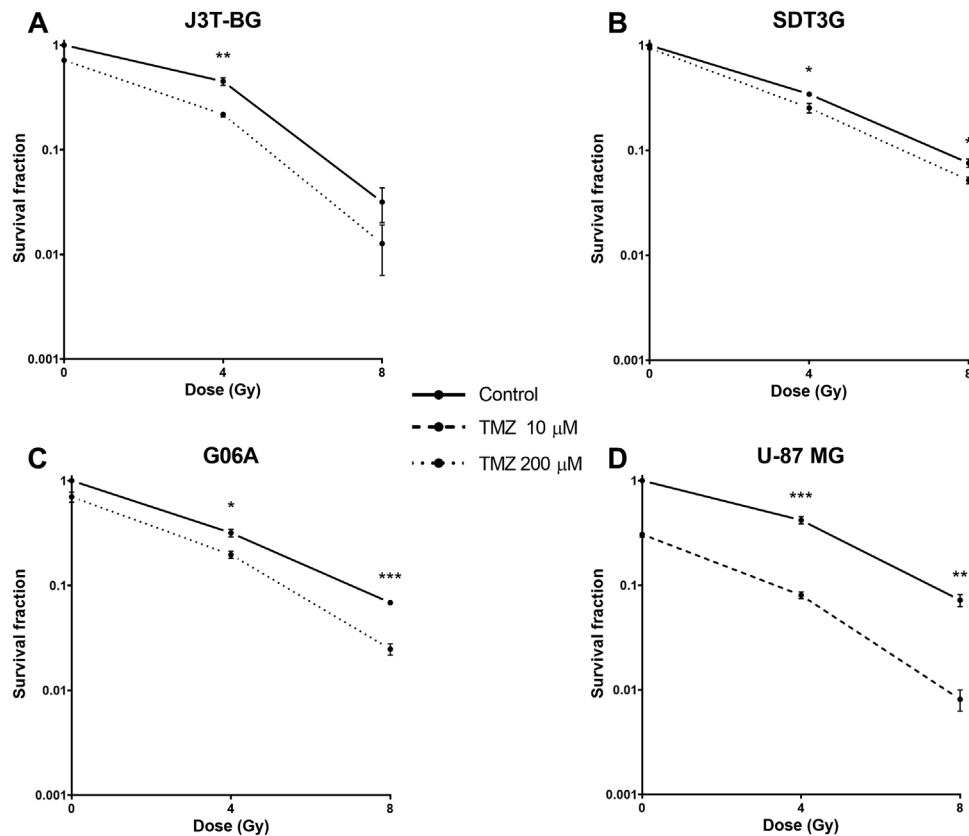 A
J3T-BG
1
0.1
0.01
0.001
Survival fraction
**
0
4
8
Dose (Gy)
B
SDT3G
1
0.1
0.01
0.001
Survival fraction
*
*
0
4
8
Dose (Gy)
Control
TMZ 10 μM
TMZ 200 μM
C
G06A
1
0.1
0.01
0.001
Survival fraction
*
***
0
4
8
Dose (Gy)
D
U-87 MG
1
0.1
0.01
0.001
Survival fraction
***
**
0
4
8
Dose (Gy)